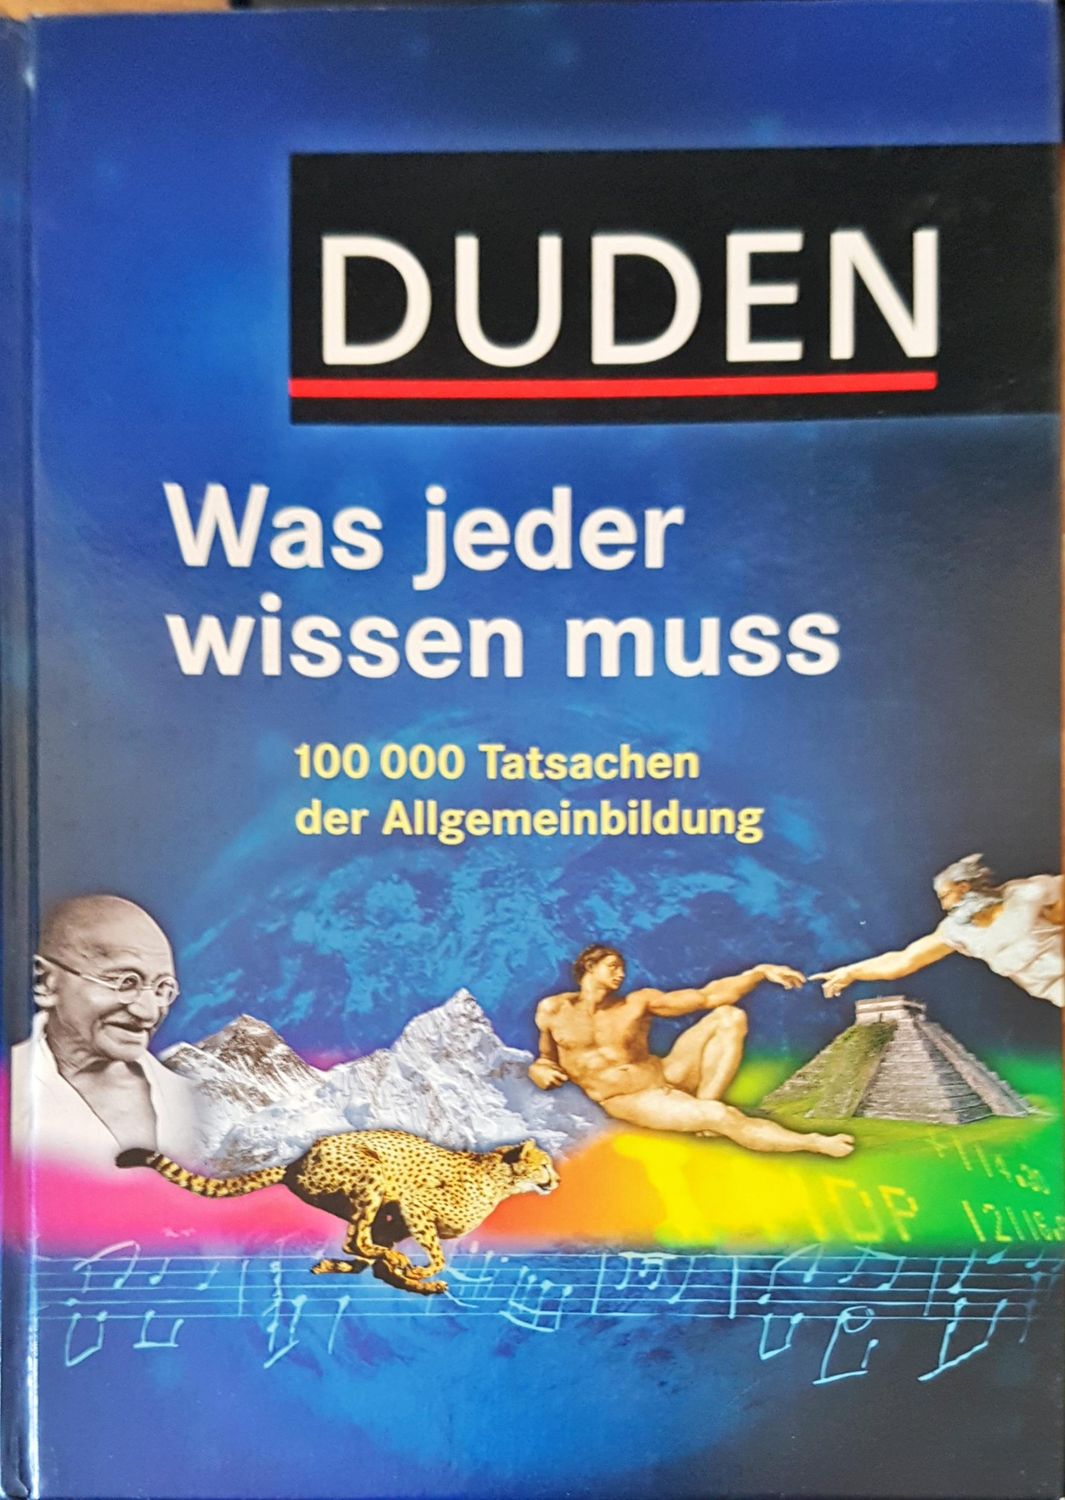 DUDEN
Was jeder
wissen muss
100 000 Tatsachen
der Allgemeinbildung